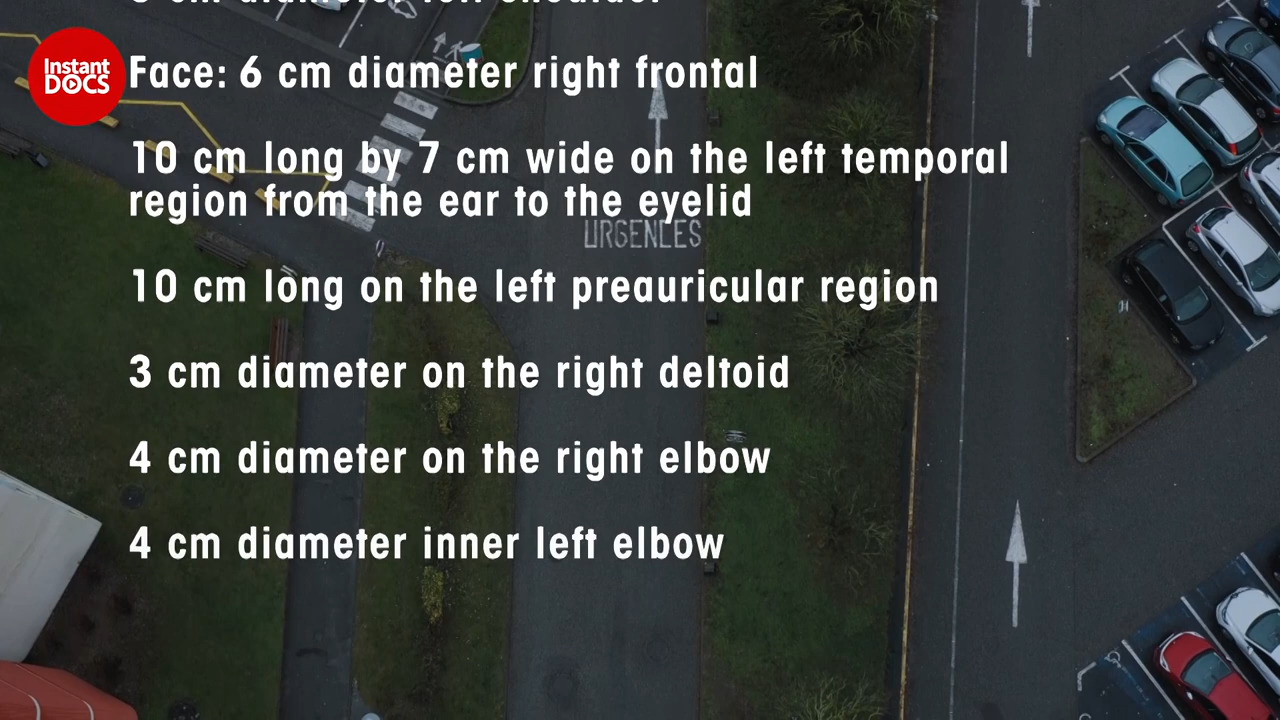 Instant
DOCS
Face: 6 cm diameter right frontal
10 cm long by 7 cm wide on the left temporal
region from the ear to the eyelid
URGENCES
10 cm long on the left preauricular region
3 cm diameter on the right deltoid
4 cm diameter on the right elbow
4 cm diameter inner left elbow